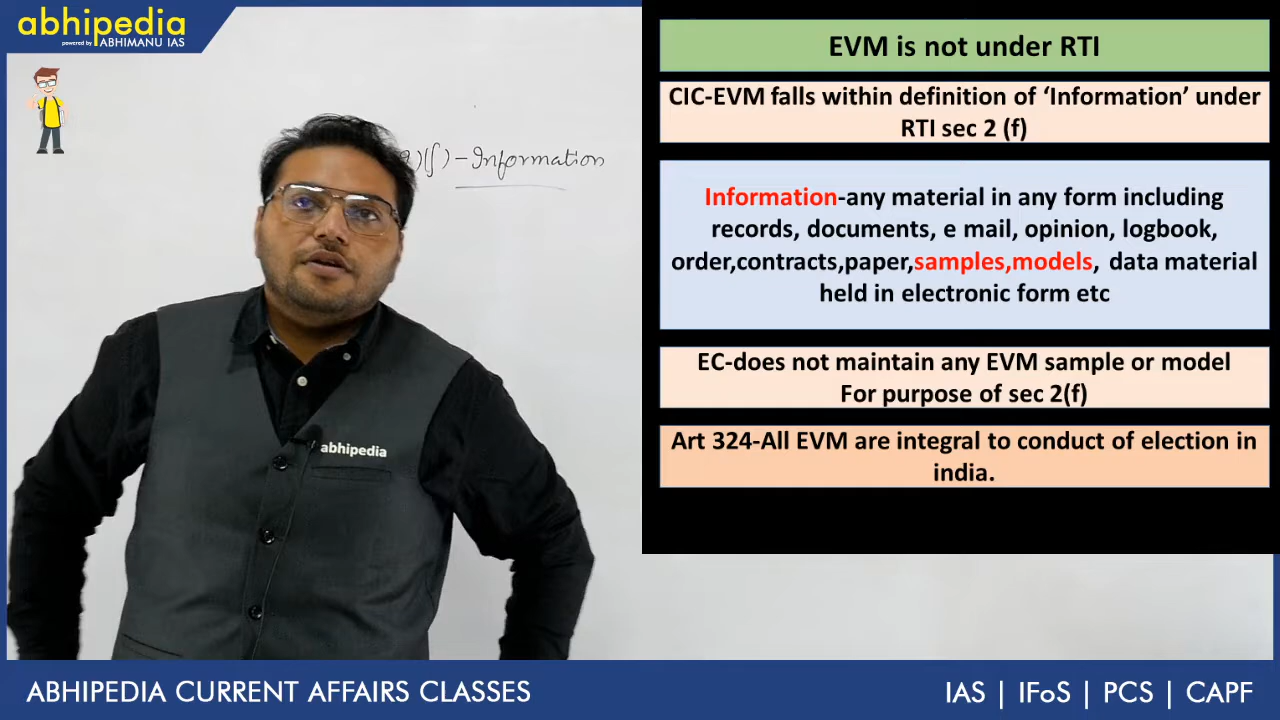 abhipedia
powered by ABHIMANU IAS
)(f) - Information
EVM is not under RTI
CIC-EVM falls within definition of ‘Information’ under
RTI sec 2 (f)
Information-any material in any form including
records, documents, e mail, opinion, logbook,
order,contracts,paper,samples,models, data material
held in electronic form etc
EC-does not maintain any EVM sample or model
For purpose of sec 2(f)
Art 324-All EVM are integral to conduct of election in
india.
abhipedia
ABHIPEDIA CURRENT AFFAIRS CLASSES
IAS | IFoS | PCS | CAPF